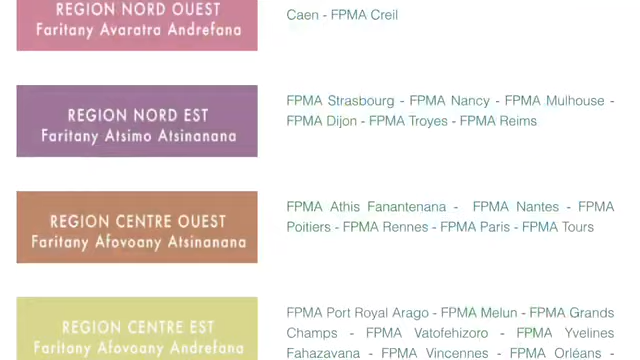 REGION NORD OUEST
Faritany Avaratra Andrefana
Caen - FPMA Creil
REGION NORD EST
Faritany Atsimo Atsinanana
FPMA Strasbourg - FPMA Nancy - FPMA Mulhouse -
FPMA Dijon - FPMA Troyes - FPMA Reims
REGION CENTRE OUEST
Faritany Afovoany Atsinanana
FPMA Athis Fanantenana - FPMA Nantes - FPMA
Poitiers - FPMA Rennes - FPMA Paris - FPMA Tours
REGION CENTRE EST
Faritany Afovoany Andrefana
FPMA Port Royal Arago - FPMA Melun - FPMA Grands
Champs - FPMA Vatofehizoro - FPMA Yvelines
Fahazavana - FPMA Vincennes - FPMA Orléans -